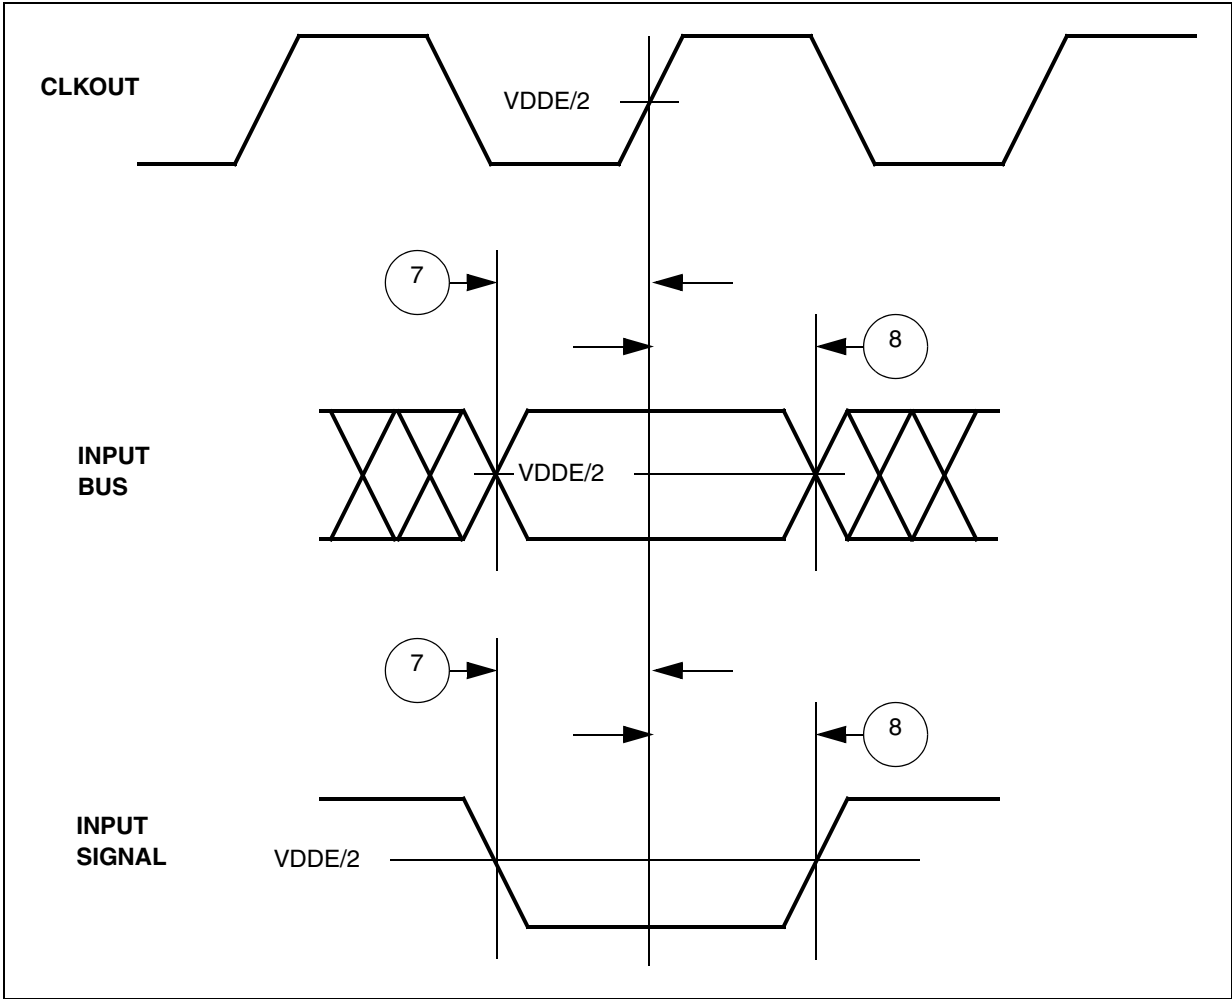 CLKOUT
VDDE/2
7
8
INPUT
BUS
VDDE/2
7
8
INPUT
SIGNAL
VDDE/2